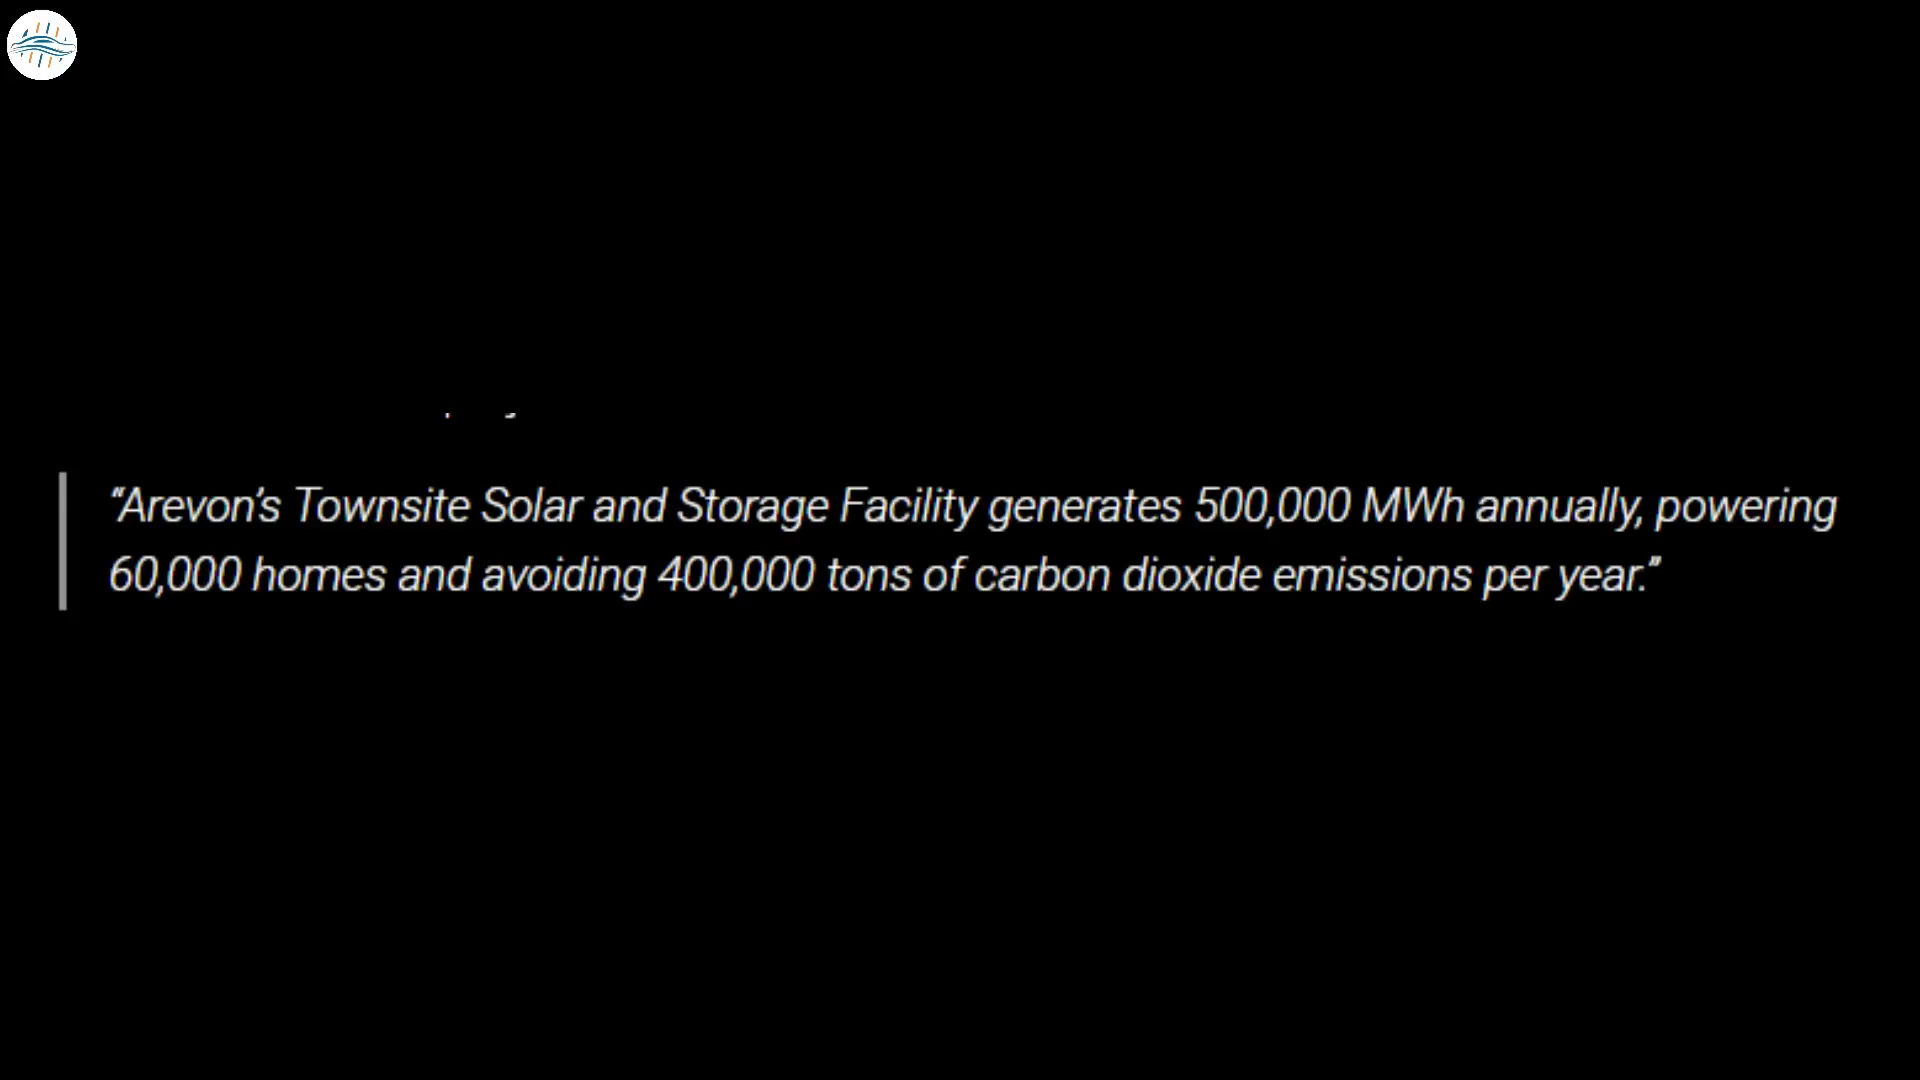 “Arevon’s Townsite Solar and Storage Facility generates 500,000 MWh annually, powering
60,000 homes and avoiding 400,000 tons of carbon dioxide emissions per year.”